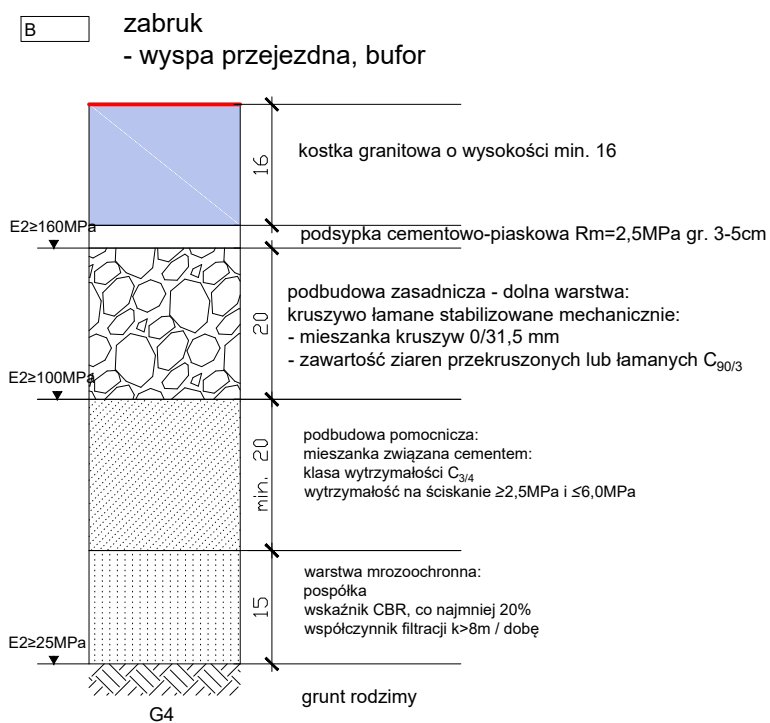 B
zabruk
- wyspa przejezdna, bufor
16
kostka granitowa o wysokości min. 16
E2≥160MPa
podsypka cementowo-piaskowa Rm=2,5MPa gr. 3-5cm
20
podbudowa zasadnicza - dolna warstwa:
kruszywo łamane stabilizowane mechanicznie:
- mieszanka kruszyw 0/31,5 mm
- zawartość ziaren przekruszonych lub łamanych C90/3
E2≥100MPa
min. 20
podbudowa pomocnicza:
mieszanka związana cementem:
klasa wytrzymałości C3/4
wytrzymałość na ściskanie ≥2,5MPa i ≤6,0MPa
15
warstwa mrozoochronna:
pospółka
wskaźnik CBR, co najmniej 20%
współczynnik filtracji k>8m / dobę
E2≥25MPa
grunt rodzimy
G4